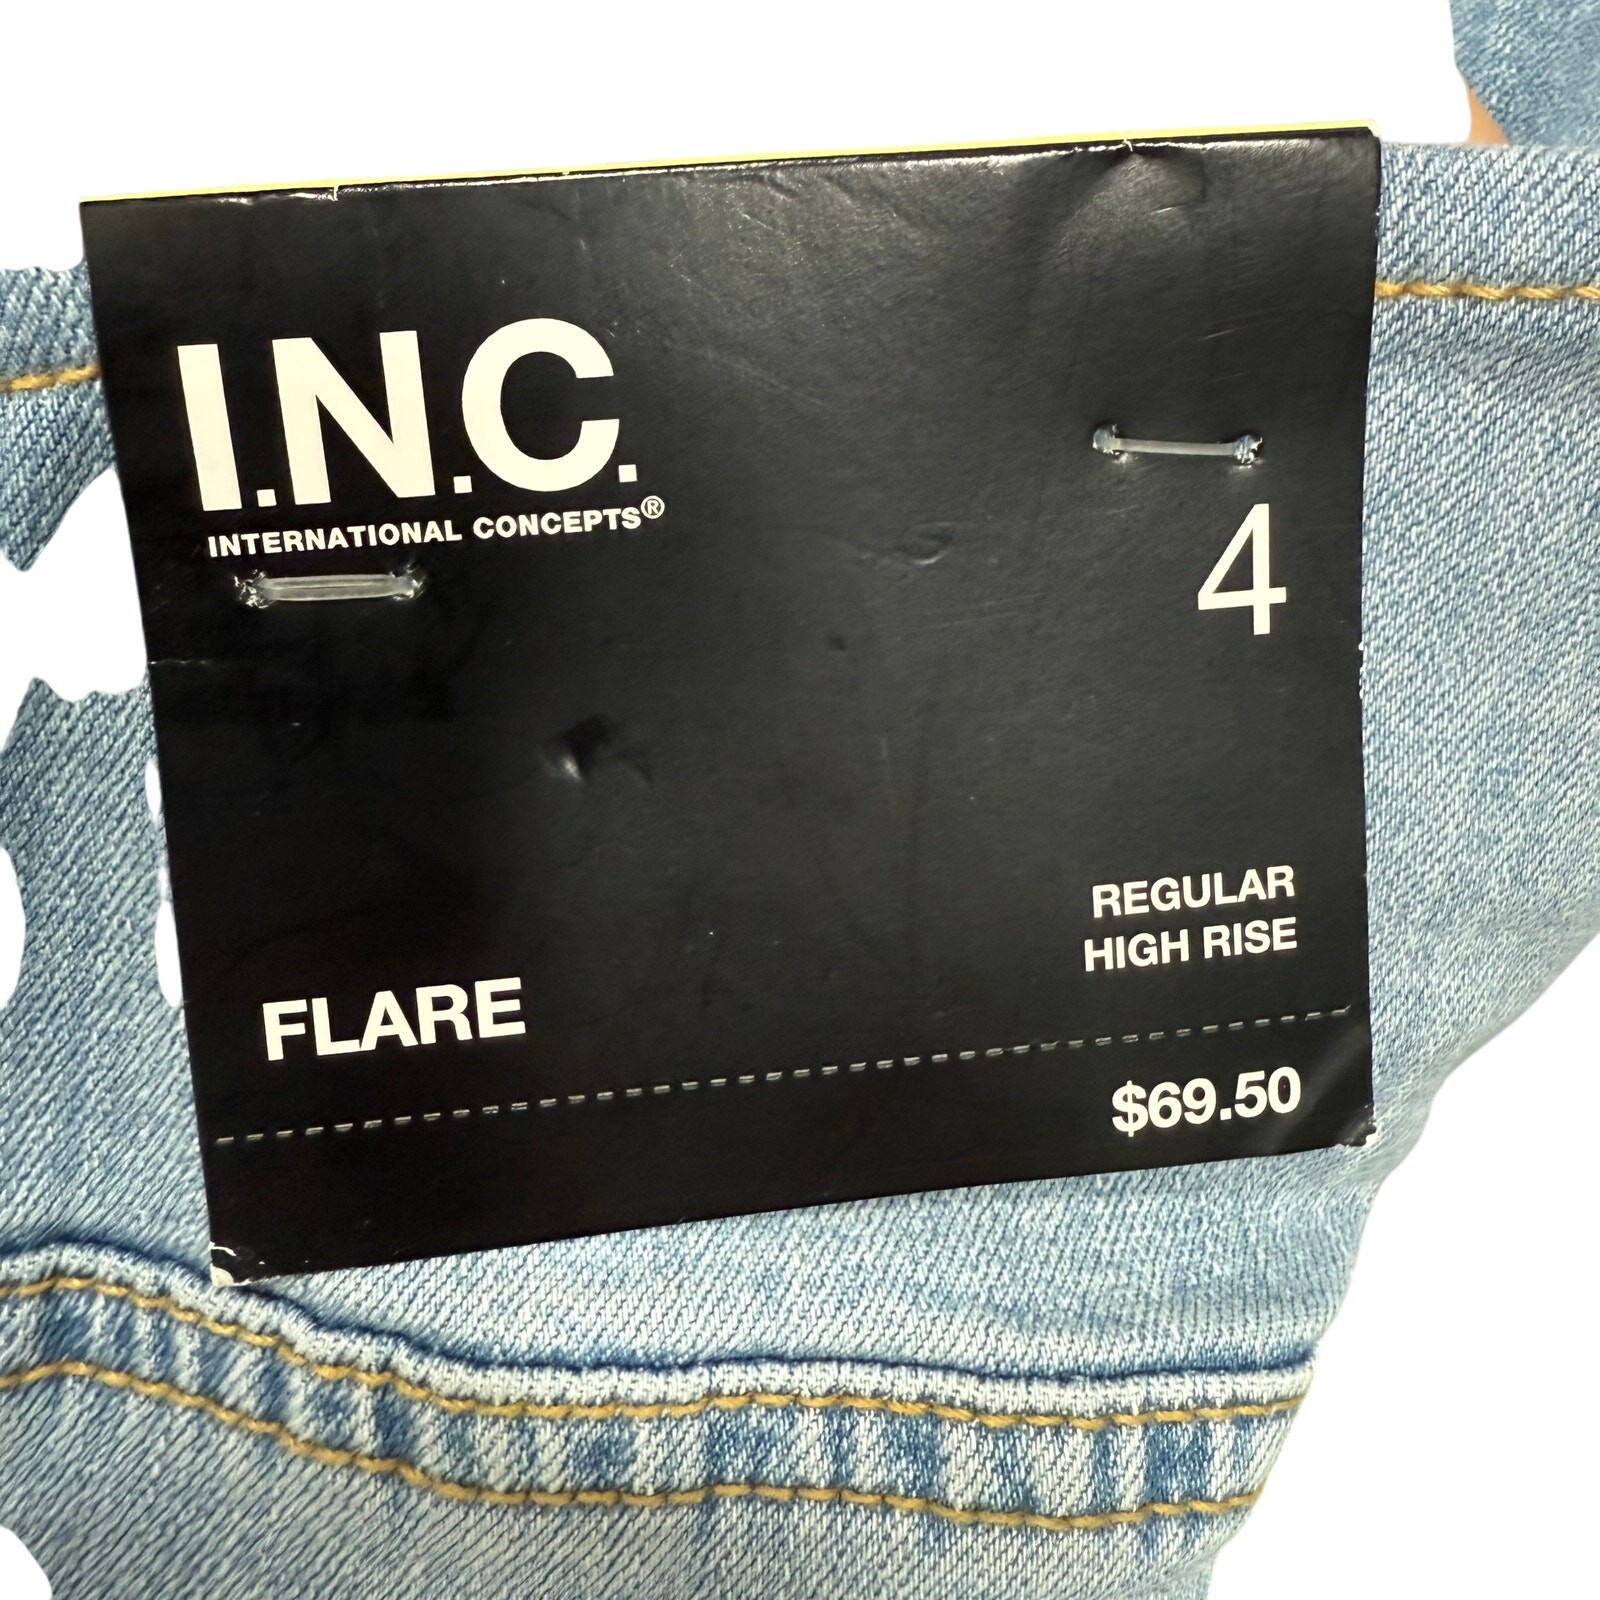 I.N.C.
INTERNATIONAL CONCEPTS®
4
REGULAR
HIGH RISE
FLARE
$69.50